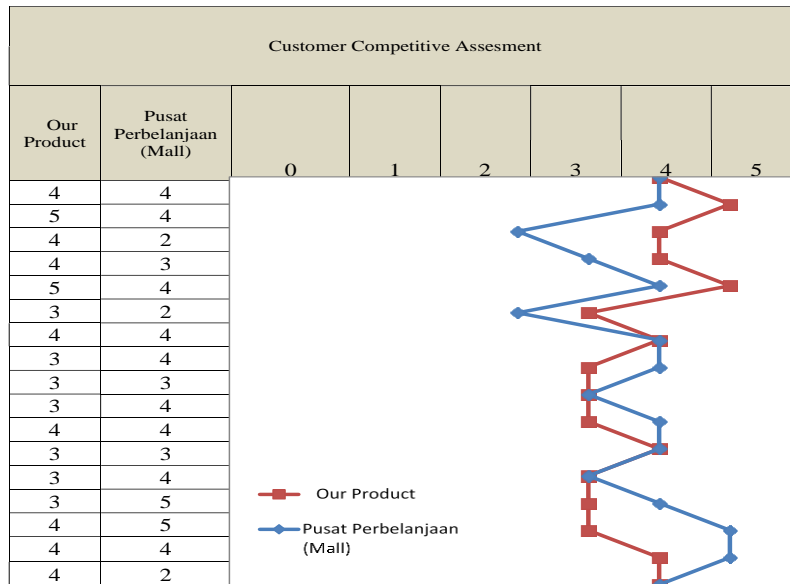 Customer Competitive Assesment
Our Product
Pusat Perbelanjaan (Mall)
0 1 2 3 4 5
4 4
5 4
4 2
4 3
5 4
3 2
4 4
3 4
3 3
3 4
4 4
3 3
3 4
3 5
4 5
4 4
4 2
Our Product
Pusat Perbelanjaan
(Mall)